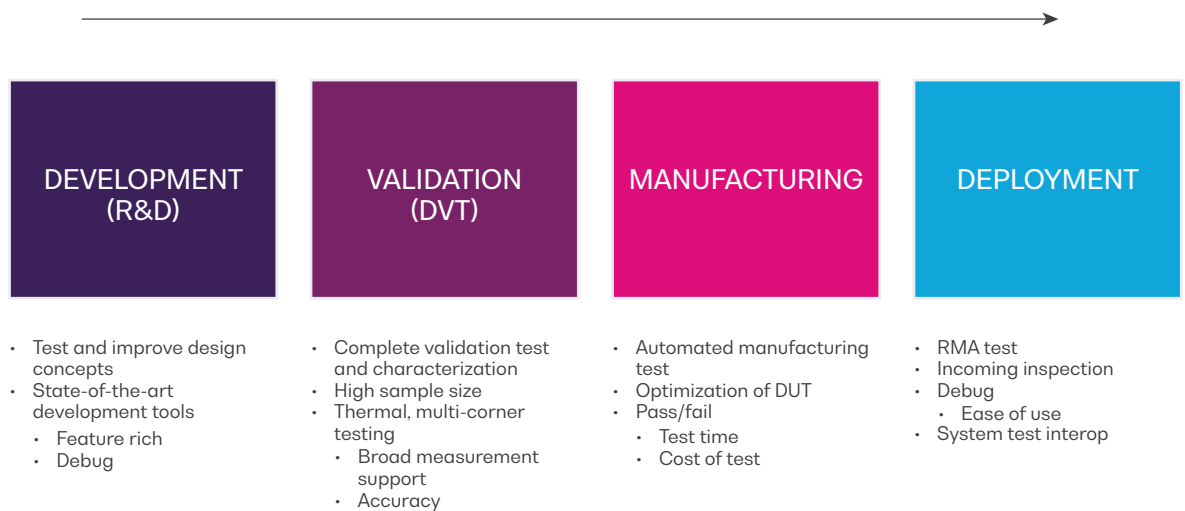 DEVELOPMENT
(R&D)
VALIDATION
(DVT)
MANUFACTURING
DEPLOYMENT
• Test and improve design
concepts
• State-of-the-art
development tools
• Feature rich
• Debug
• Complete validation test
and characterization
• High sample size
• Thermal, multi-corner
testing
• Broad measurement
support
• Accuracy
• Automated manufacturing
test
• Optimization of DUT
• Pass/fail
• Test time
• Cost of test
• RMA test
• Incoming inspection
• Debug
• Ease of use
• System test interop